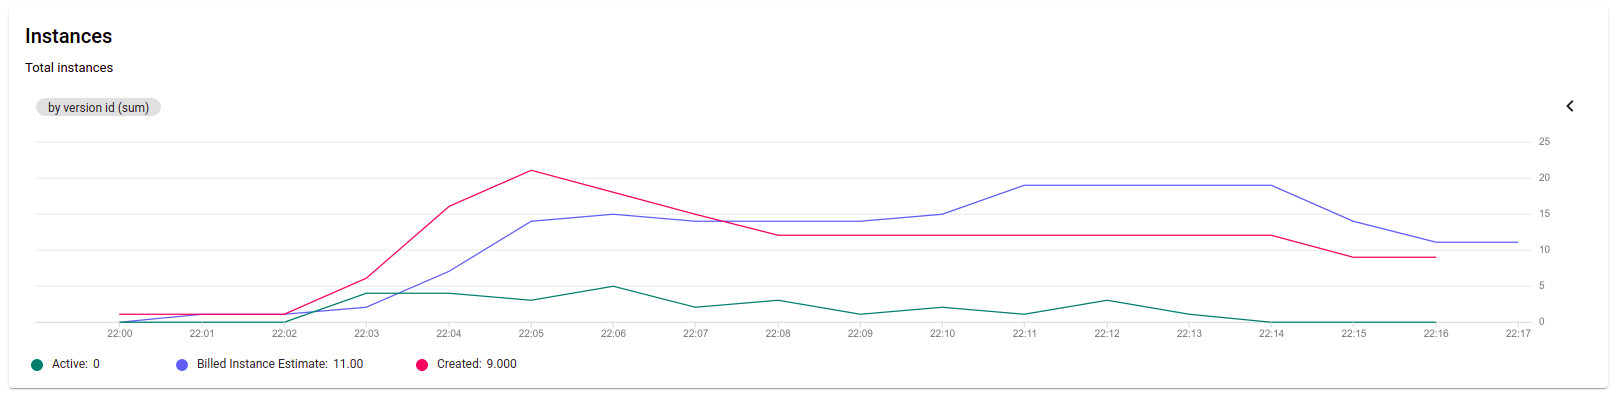 Instances
Total instances
by version id (sum)
25
20
15
10
5
0
22:00 22:01 22:02 22:03 22:04 22:05 22:06 22:07 22:08 22:09 22:10 22:11 22:12 22:13 22:14 22:15 22:16 22:17
Active: 0 Billed Instance Estimate: 11.00 Created: 9.000